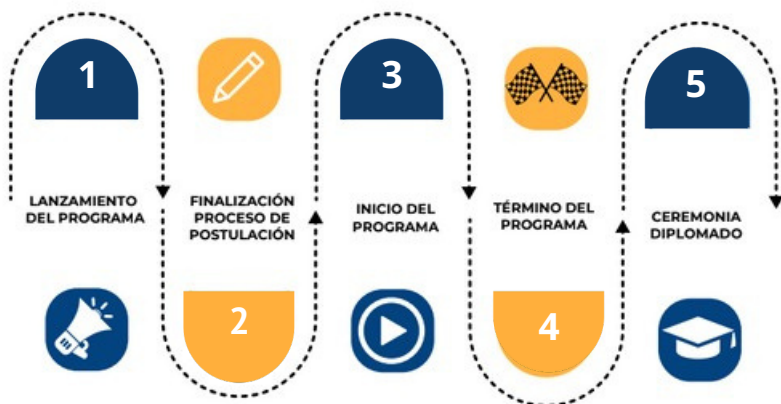 1
LANZAMIENTO
DEL PROGRAMA
FINALIZACIÓN
PROCESO DE
POSTULACIÓN
2
3
INICIO DEL
PROGRAMA
TÉRMINO DEL
PROGRAMA
4
5
CEREMONIA
DIPLOMADO